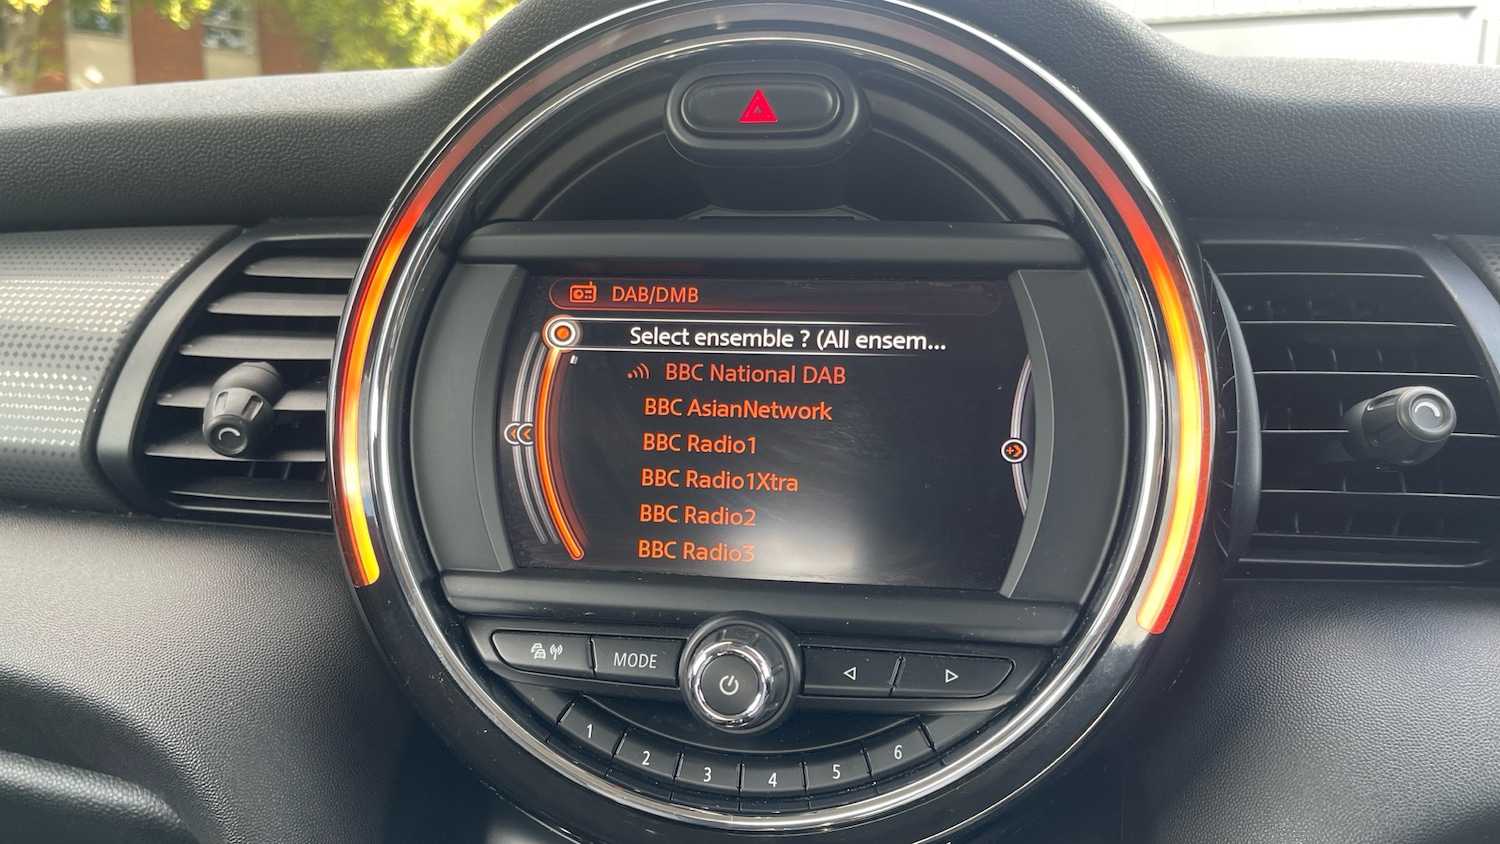 DAB/DMB
Select ensemble ? (All ensem...
BBC National DAB
BBC AsianNetwork
BBC Radio1
BBC Radio1Xtra
BBC Radio2
BBC Radio3
MODE
1 2 3 4 5 6